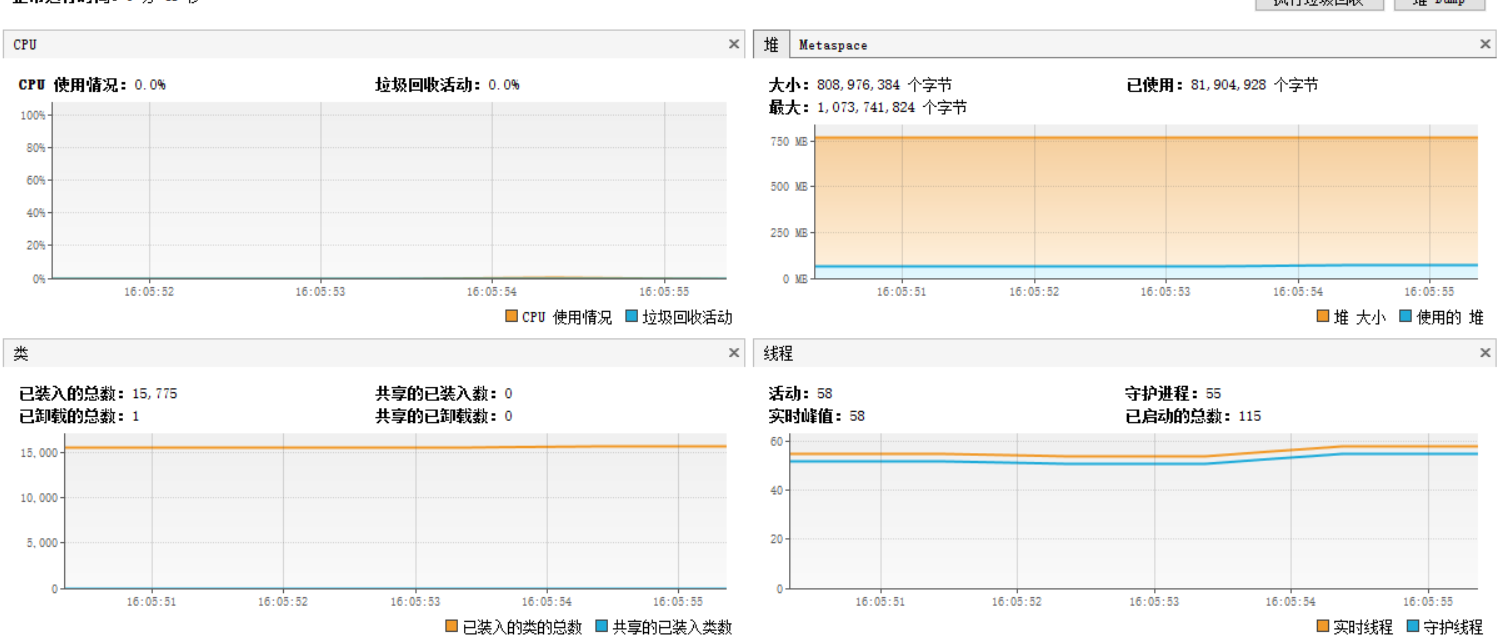 CPU
CPU 使用情况：0.0% 垃圾回收活动：0.0%
100%
80%
60%
40%
20%
0%
16:05:52 16:05:53 16:05:54 16:05:55
CPU 使用情况 垃圾回收活动
堆 Metaspace
大小：808,976,384 个字节 已使用：81,904,928 个字节
最大：1,073,741,824 个字节
750 MB
500 MB
250 MB
0 MB
16:05:51 16:05:52 16:05:53 16:05:54 16:05:55
堆 大小 使用的 堆
类
已装入的总数：15,775 共享的已装入数：0
已卸载的总数：1 共享的已卸载数：0
15,000
10,000
5,000
0
16:05:51 16:05:52 16:05:53 16:05:54 16:05:55
已装入的类的总数 共享的已装入类数
线程
活动：58 守护进程：55
实时峰值：58 已启动的总数：115
60
40
20
0
16:05:51 16:05:52 16:05:53 16:05:54 16:05:55
实时线程 守护线程